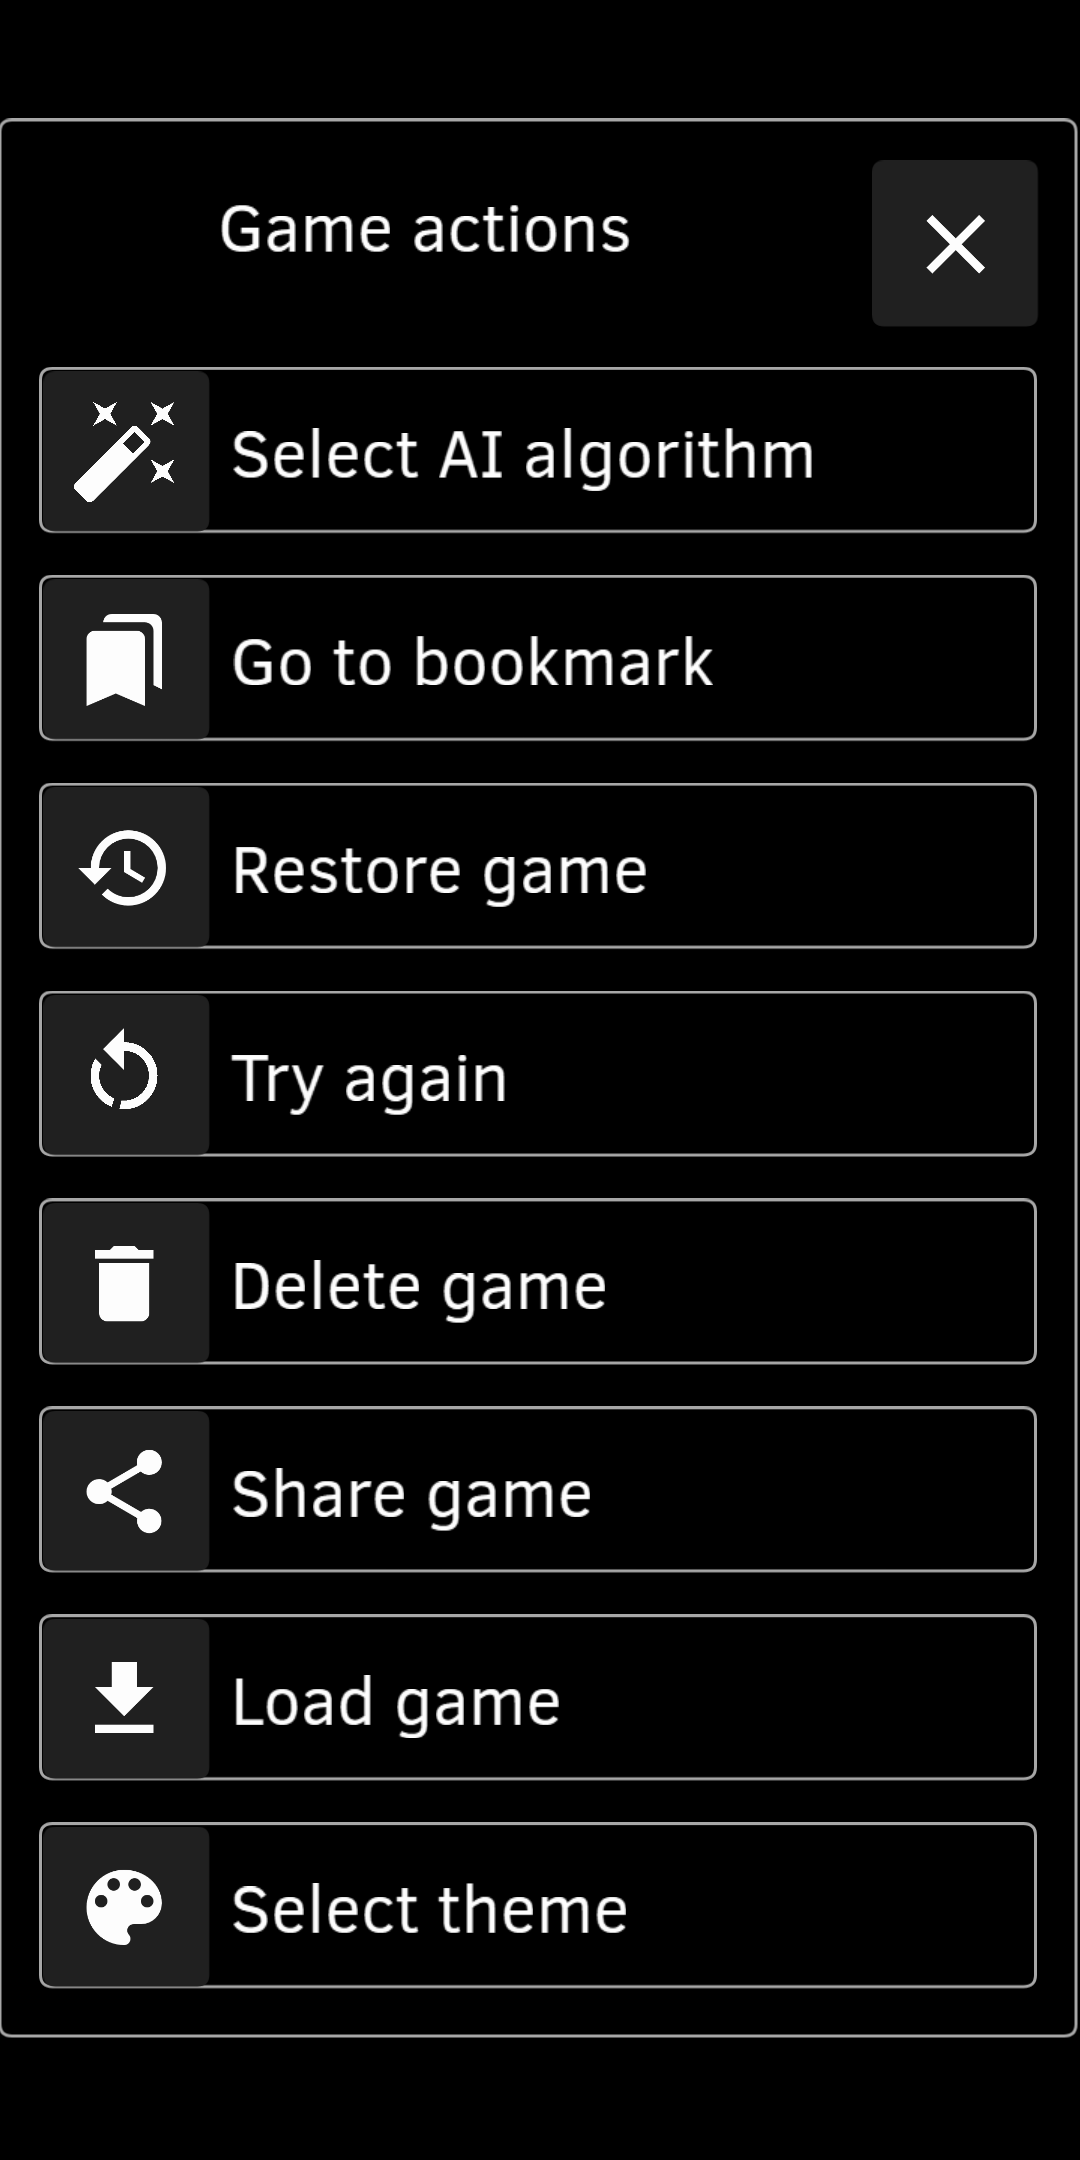 Game actions
Select AI algorithm
Go to bookmark
Restore game
Try again
Delete game
Share game
Load game
Select theme